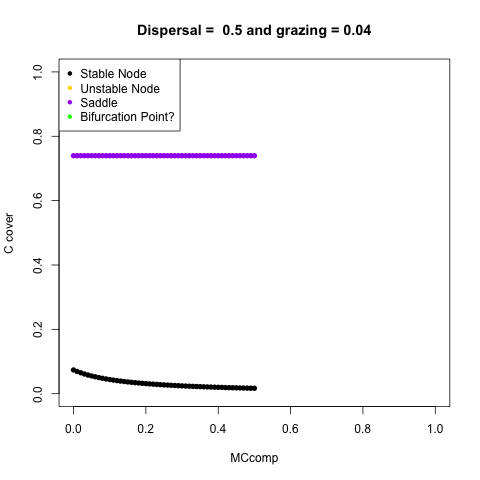 Dispersal =  0.5 and grazing = 0.04
Stable Node
Unstable Node
Saddle
Bifurcation Point?
C cover
1.0
0.8
0.6
0.4
0.2
0.0
0.0 0.2 0.4 0.6 0.8 1.0
MCcomp